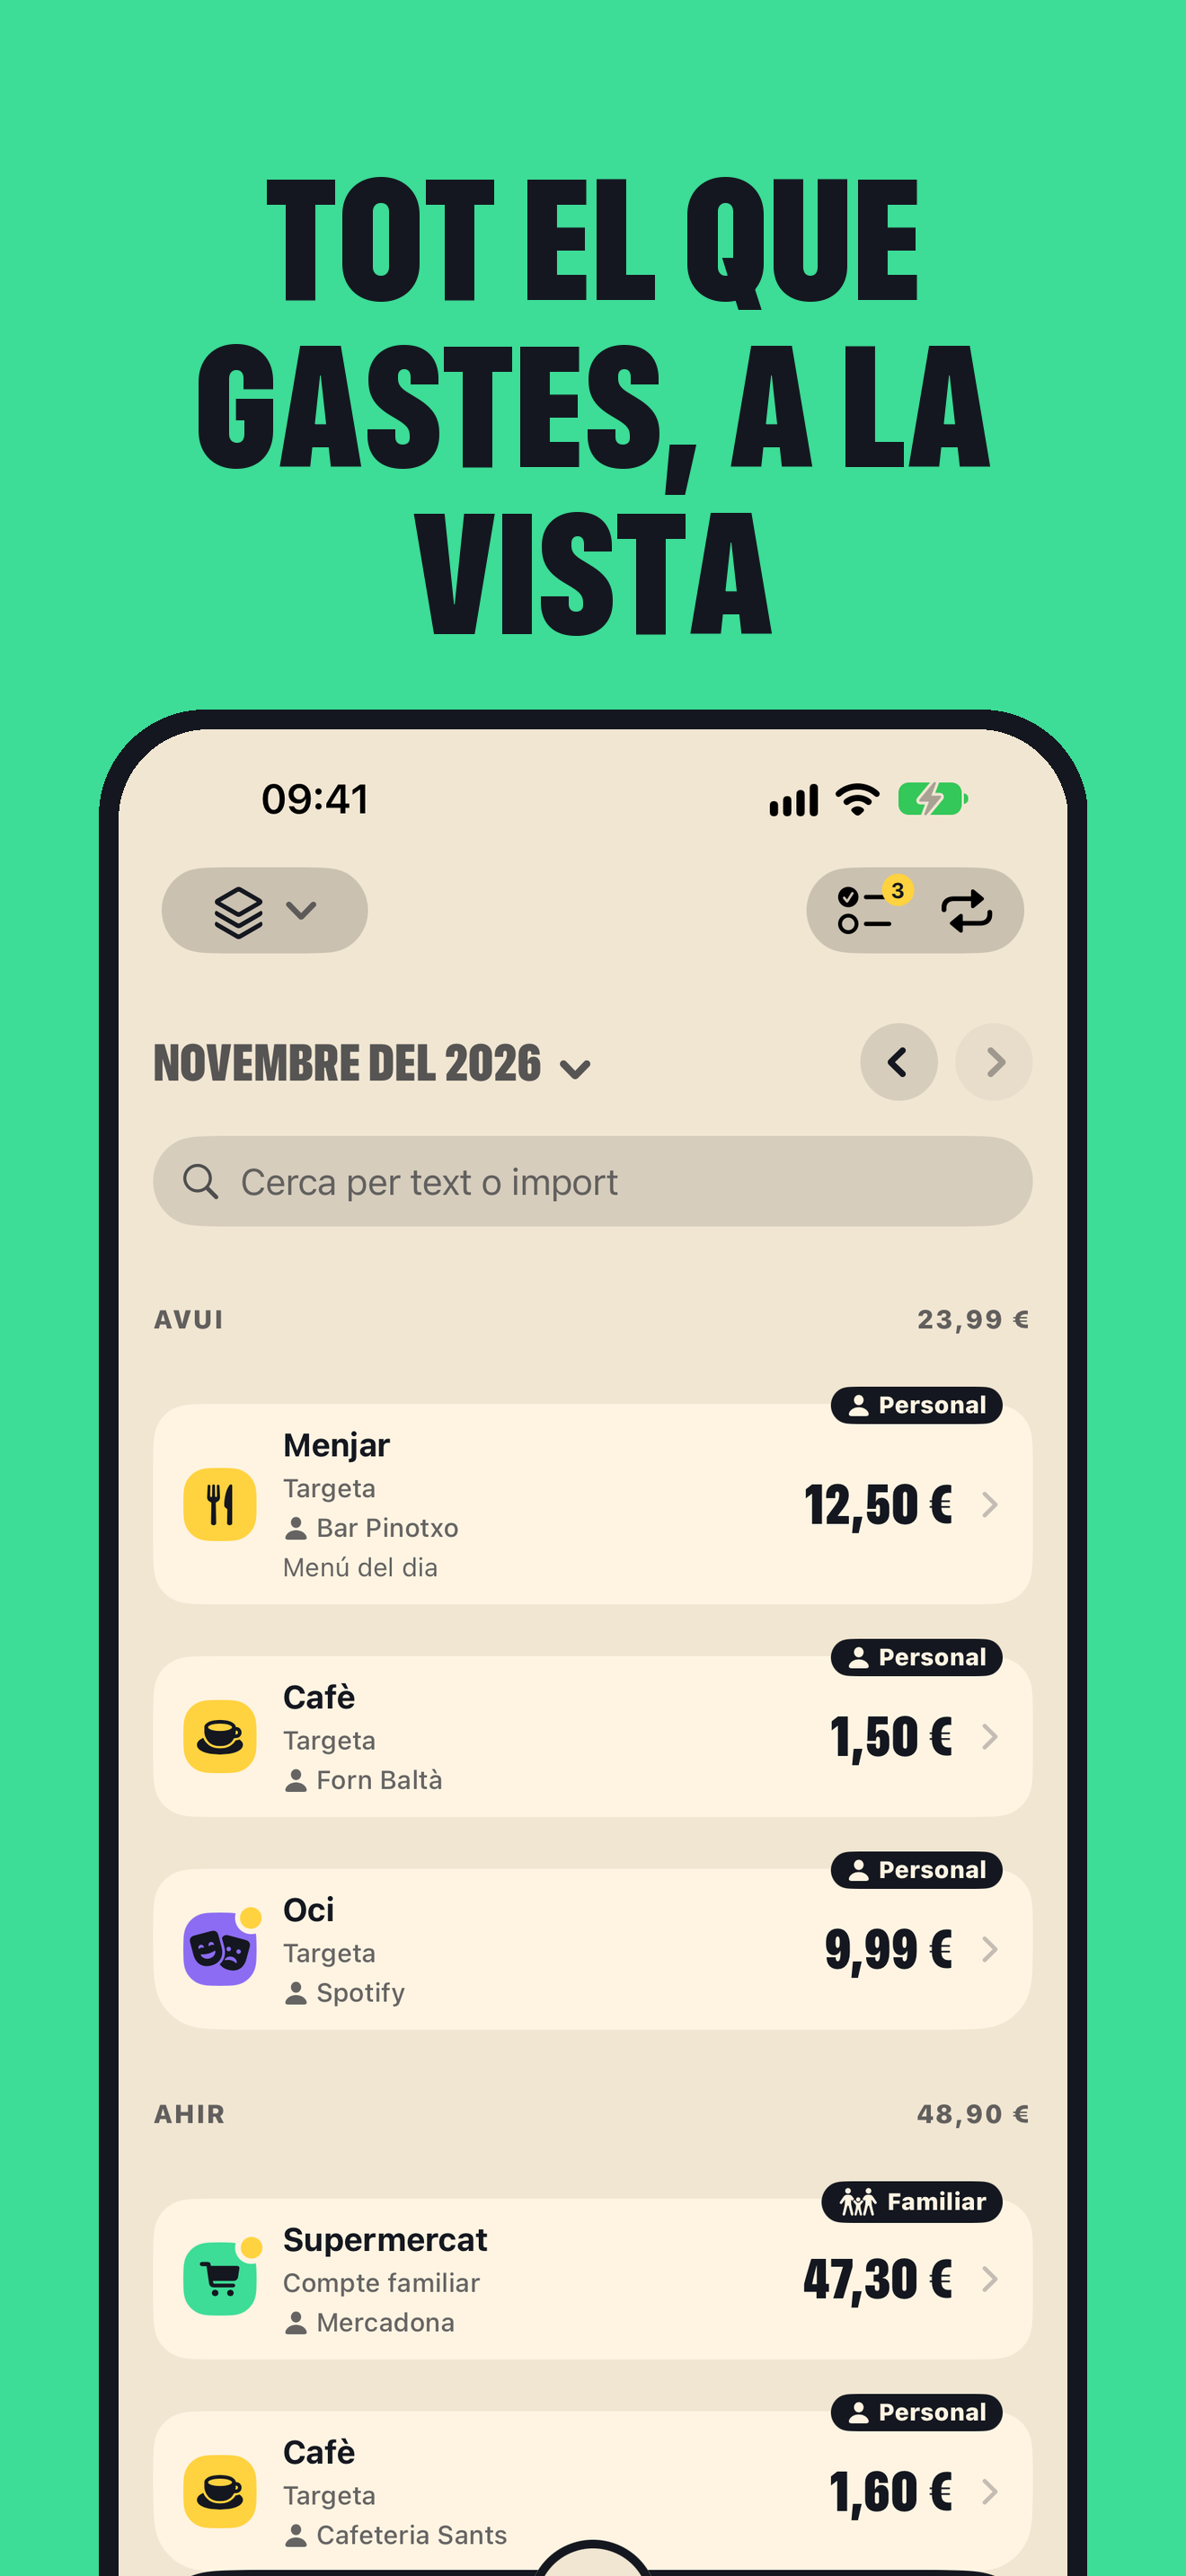 TOT EL QUE
GASTES, A LA
VISTA
09:41
3
NOVEMBRE DEL 2026
Cerca per text o import
AVUI 23,99 €
Personal
Menjar
Targeta
Bar Pinotxo
Menú del dia
12,50 €
Personal
Cafè
Targeta
Forn Baltà
1,50 €
Personal
Oci
Targeta
Spotify
9,99 €
AHIR 48,90 €
Familiar
Supermercat
Compte familiar
Mercadona
47,30 €
Personal
Cafè
Targeta
Cafeteria Sants
1,60 €